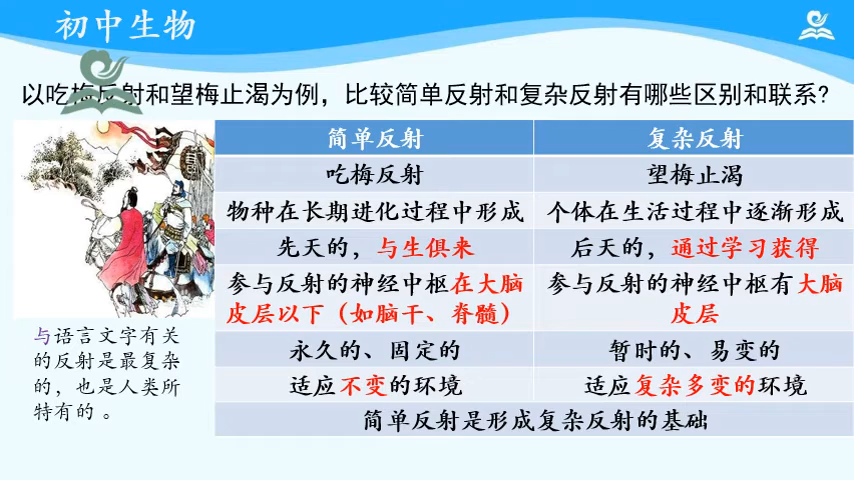 初中生物
以吃梅反射和望梅止渴为例，比较简单反射和复杂反射有哪些区别和联系?
简单反射 复杂反射
吃梅反射 望梅止渴
物种在长期进化过程中形成 个体在生活过程中逐渐形成
先天的，与生俱来 后天的，通过学习获得
参与反射的神经中枢在大脑 参与反射的神经中枢有大脑
皮层以下（如脑干、脊髓） 皮层
永久的、固定的 暂时的、易变的
适应不变的环境 适应复杂多变的环境
简单反射是形成复杂反射的基础
与语言文字有关
的反射是最复杂
的，也是人类所
特有的 。